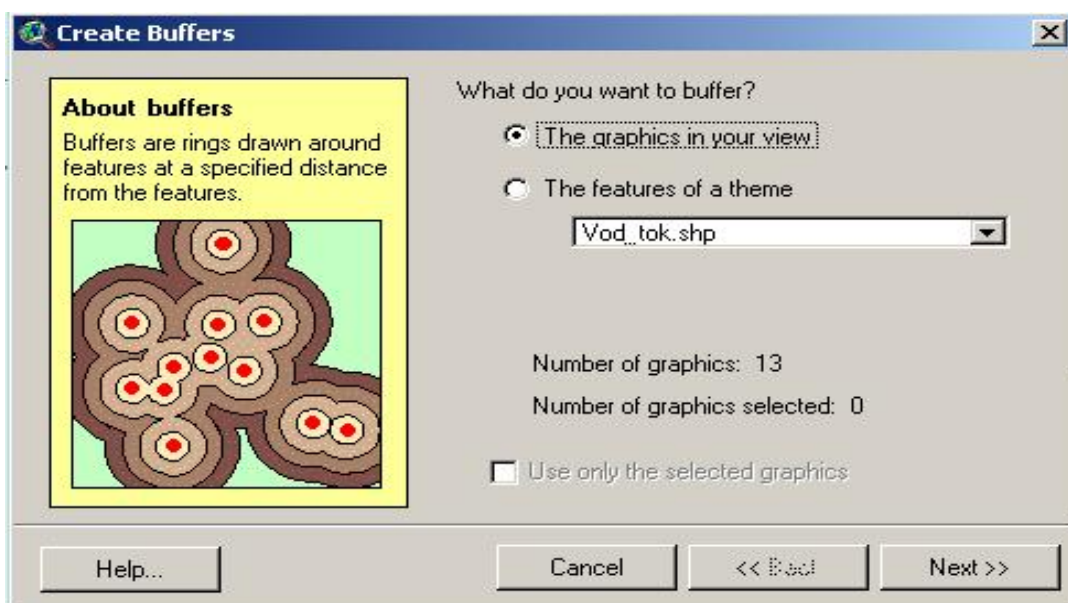 Create Buffers
About buffers
Buffers are rings drawn around
features at a specified distance
from the features.
What do you want to buffer?
The graphics in your view
The features of a theme
Vod_tok.shp
Number of graphics: 13
Number of graphics selected: 0
Use only the selected graphics
Help...
Cancel
<< Back
Next >>